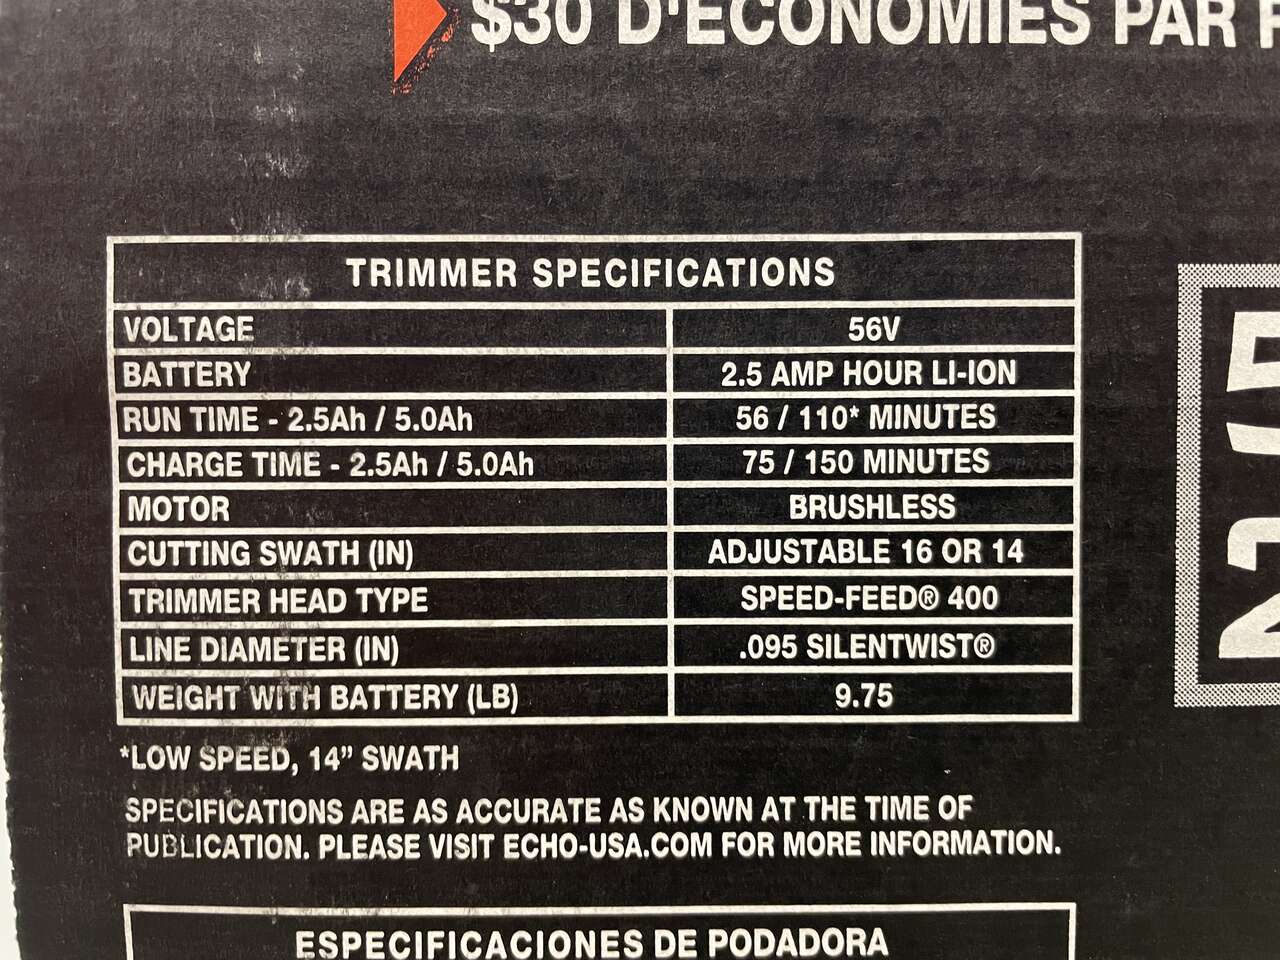 $30 D'ÉCONOMIES PAR
TRIMMER SPECIFICATIONS
VOLTAGE 56V
BATTERY 2.5 AMP HOUR LI-ION
RUN TIME - 2.5Ah / 5.0Ah 56 / 110* MINUTES
CHARGE TIME - 2.5Ah / 5.0Ah 75 / 150 MINUTES
MOTOR BRUSHLESS
CUTTING SWATH (IN) ADJUSTABLE 16 OR 14
TRIMMER HEAD TYPE SPEED-FEED® 400
LINE DIAMETER (IN) .095 SILENTWIST®
WEIGHT WITH BATTERY (LB) 9.75
*LOW SPEED, 14” SWATH
SPECIFICATIONS ARE AS ACCURATE AS KNOWN AT THE TIME OF
PUBLICATION. PLEASE VISIT ECHO-USA.COM FOR MORE INFORMATION.
ESPECIFICACIONES DE PODADORA